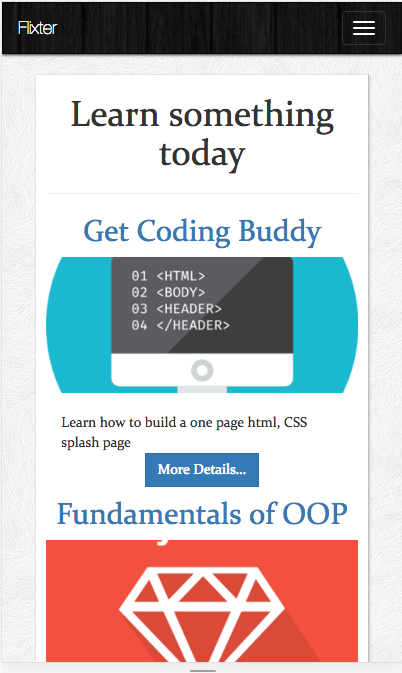 Flixter
Learn something
today
Get Coding Buddy
01 <HTML>
02 <BODY>
03 <HEADER>
04 </HEADER>
Learn how to build a one page html, CSS
splash page
More Details...
Fundamentals of OOP